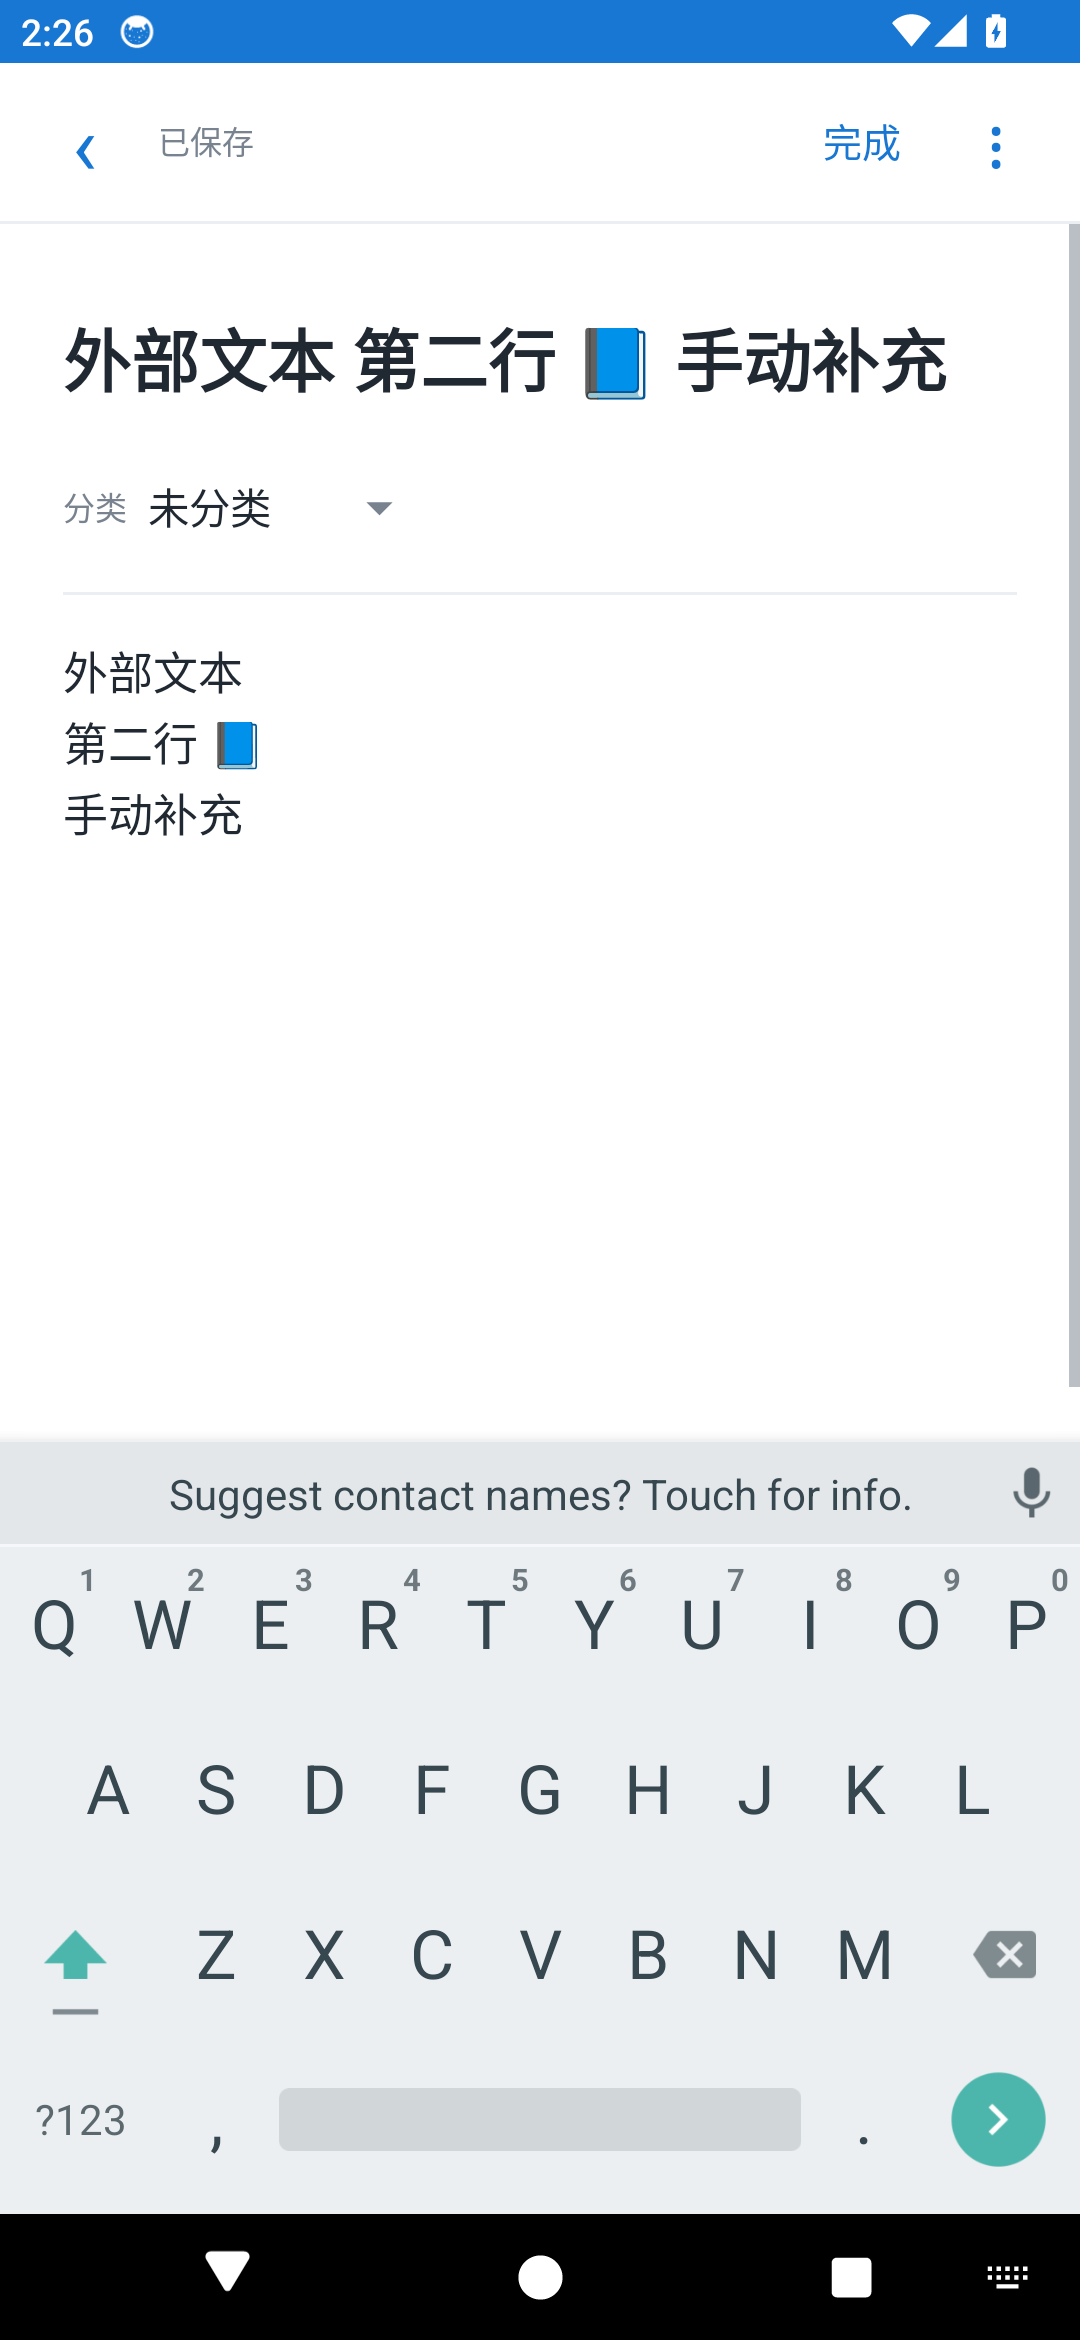 2:26
已保存
完成
外部文本 第二行 📘 手动补充
分类 未分类
外部文本
第二行 📘
手动补充
Suggest contact names? Touch for info.
1 2 3 4 5 6 7 8 9 0
Q W E R T Y U I O P
A S D F G H J K L
Z X C V B N M
?123 , .